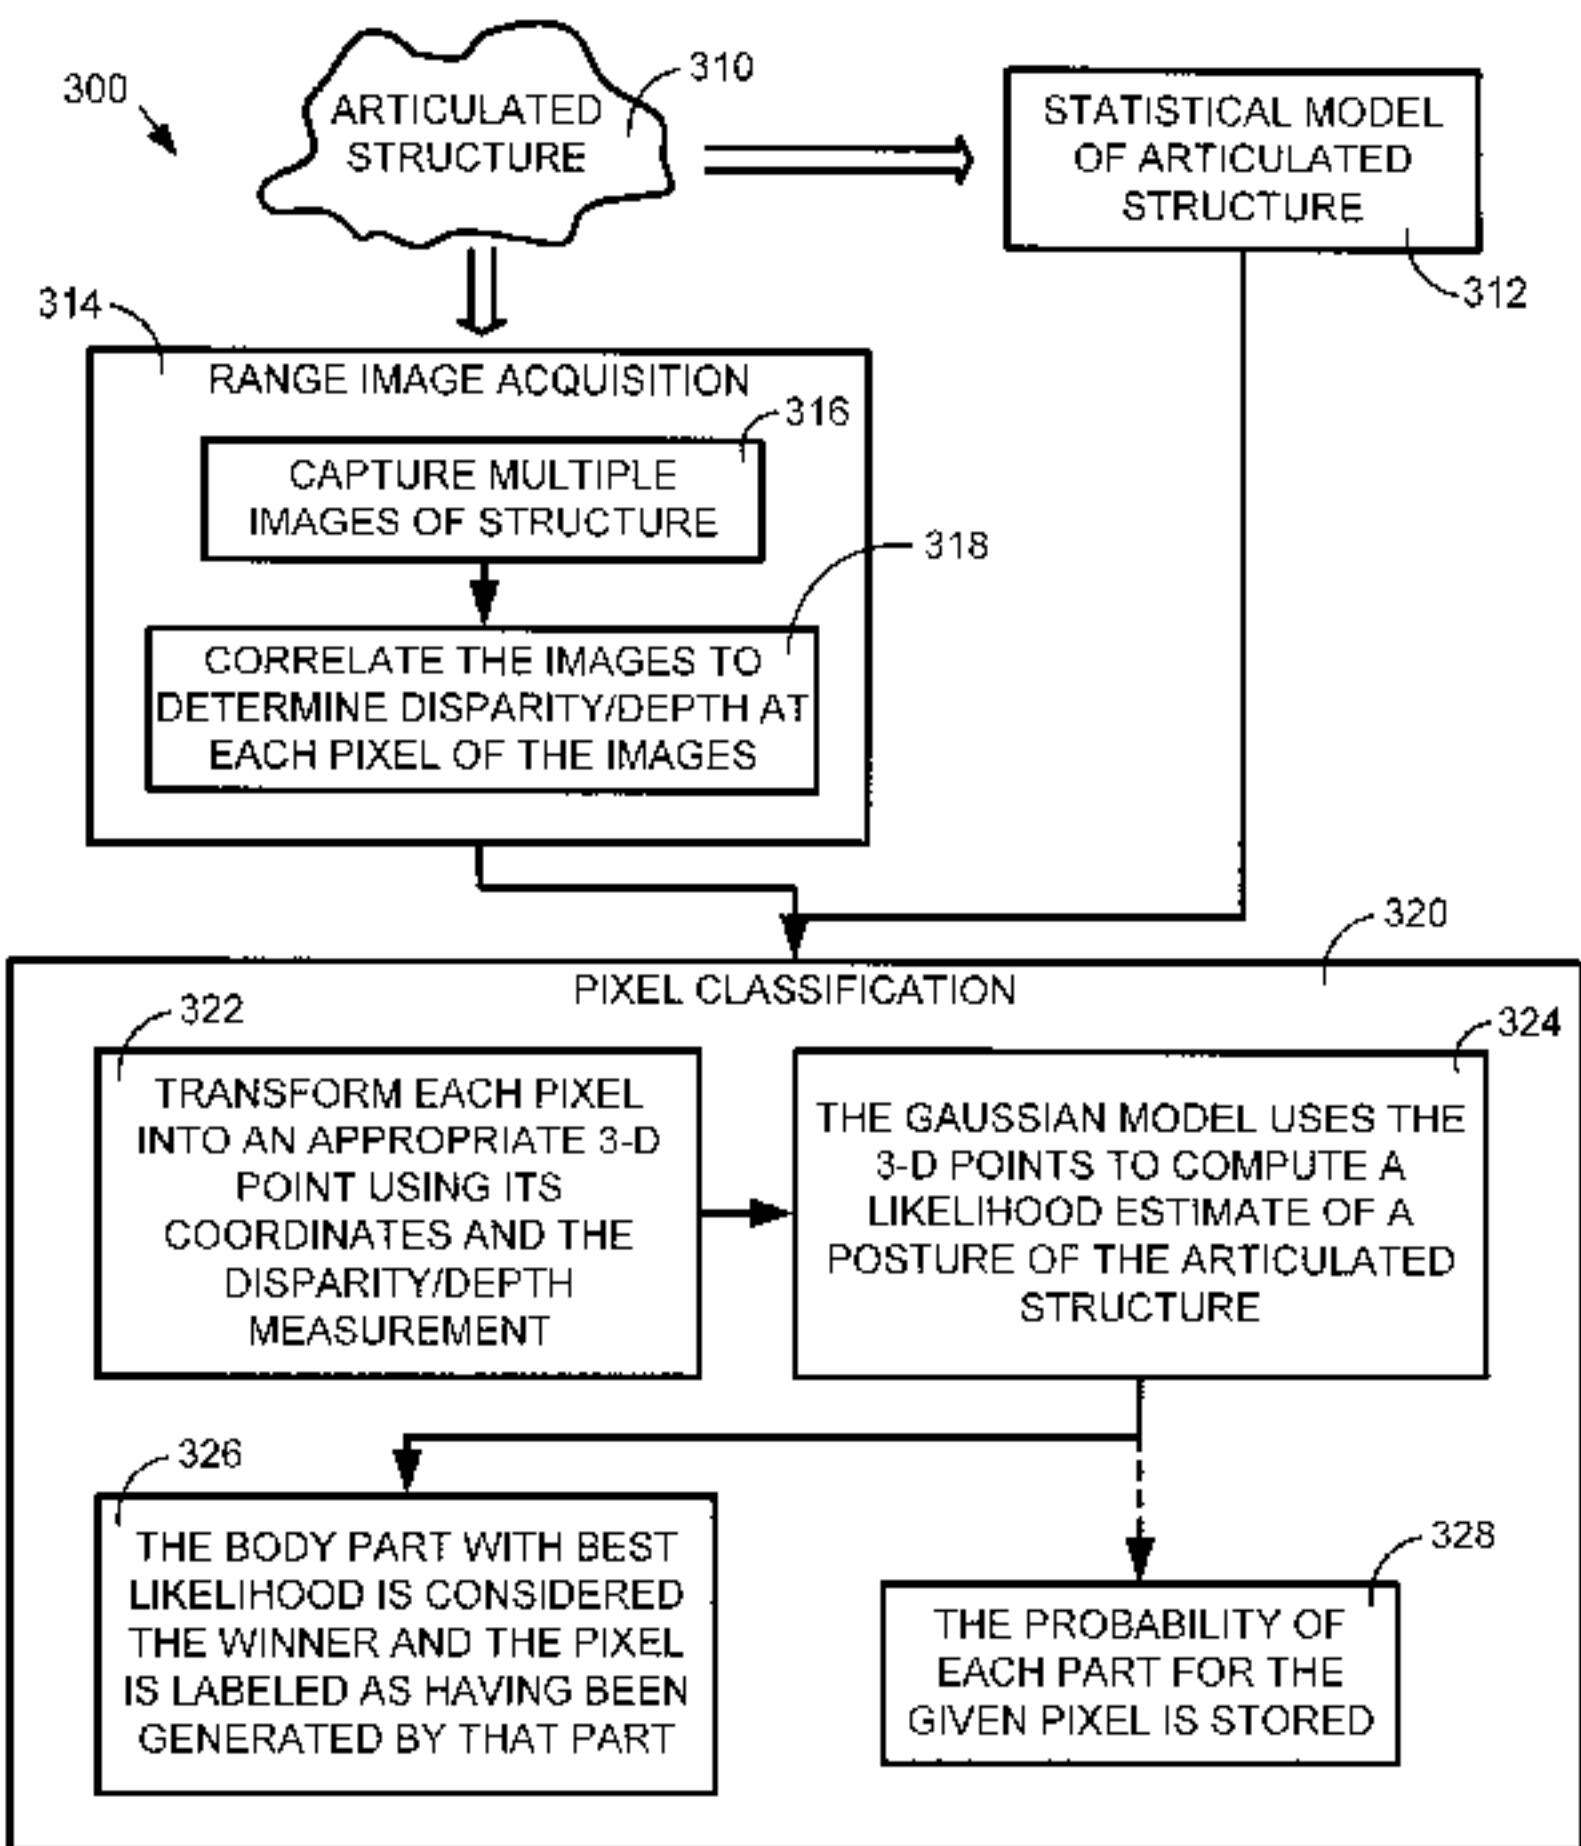 300
ARTICULATED
STRUCTURE
310
STATISTICAL MODEL
OF ARTICULATED
STRUCTURE
312
314
RANGE IMAGE ACQUISITION
316
CAPTURE MULTIPLE
IMAGES OF STRUCTURE
318
CORRELATE THE IMAGES TO
DETERMINE DISPARITY/DEPTH AT
EACH PIXEL OF THE IMAGES
320
PIXEL CLASSIFICATION
322
TRANSFORM EACH PIXEL
INTO AN APPROPRIATE 3-D
POINT USING ITS
COORDINATES AND THE
DISPARITY/DEPTH
MEASUREMENT
324
THE GAUSSIAN MODEL USES THE
3-D POINTS TO COMPUTE A
LIKELIHOOD ESTIMATE OF A
POSTURE OF THE ARTICULATED
STRUCTURE
326
THE BODY PART WITH BEST
LIKELIHOOD IS CONSIDERED
THE WINNER AND THE PIXEL
IS LABELED AS HAVING BEEN
GENERATED BY THAT PART
328
THE PROBABILITY OF
EACH PART FOR THE
GIVEN PIXEL IS STORED